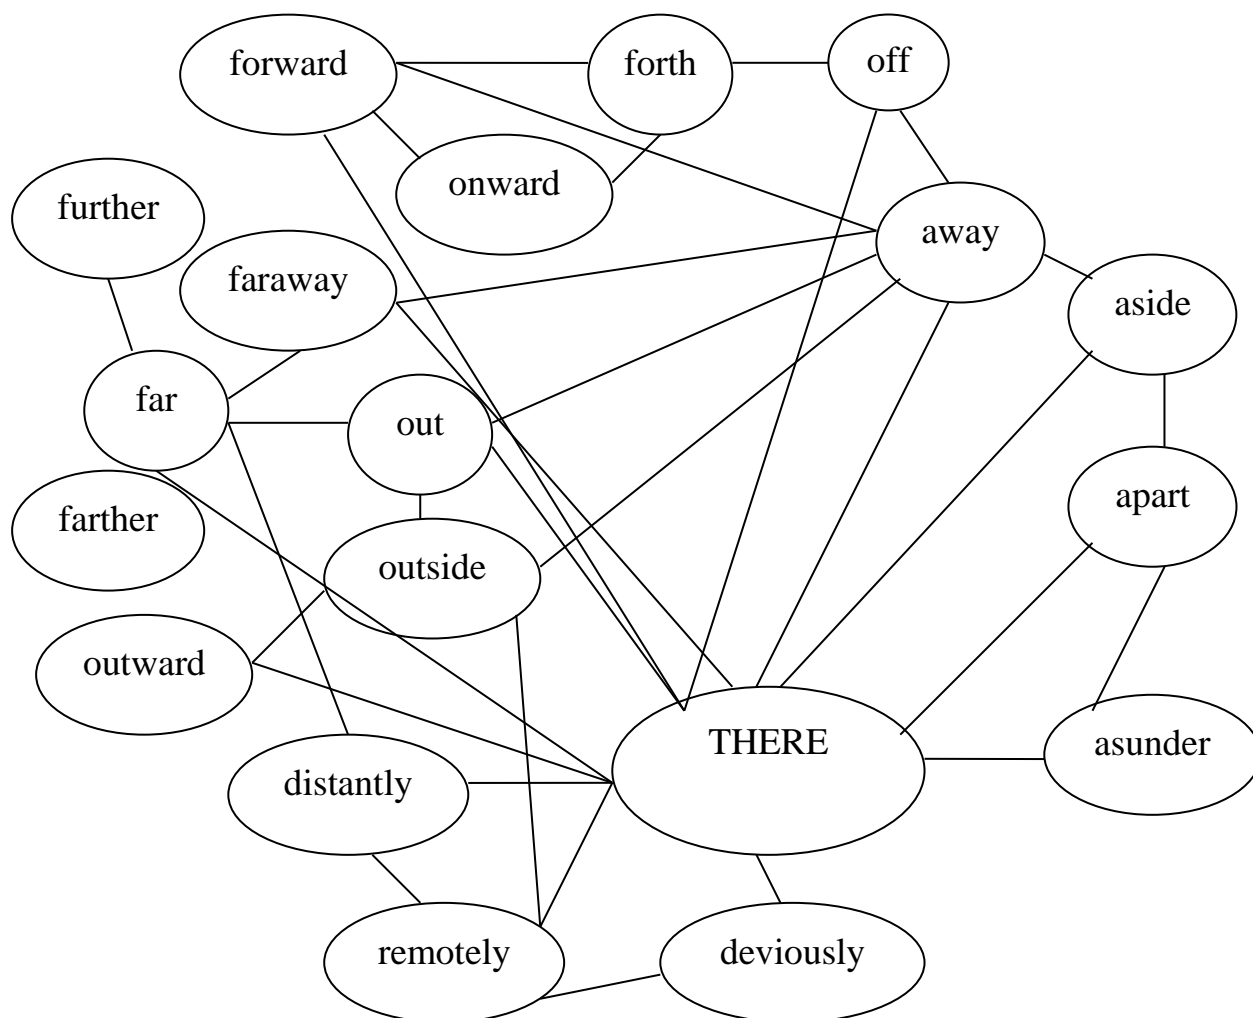 forward
forth
off
onward
further
away
faraway
aside
far
out
farther
apart
outside
outward
THERE
asunder
distantly
remotely
deviously